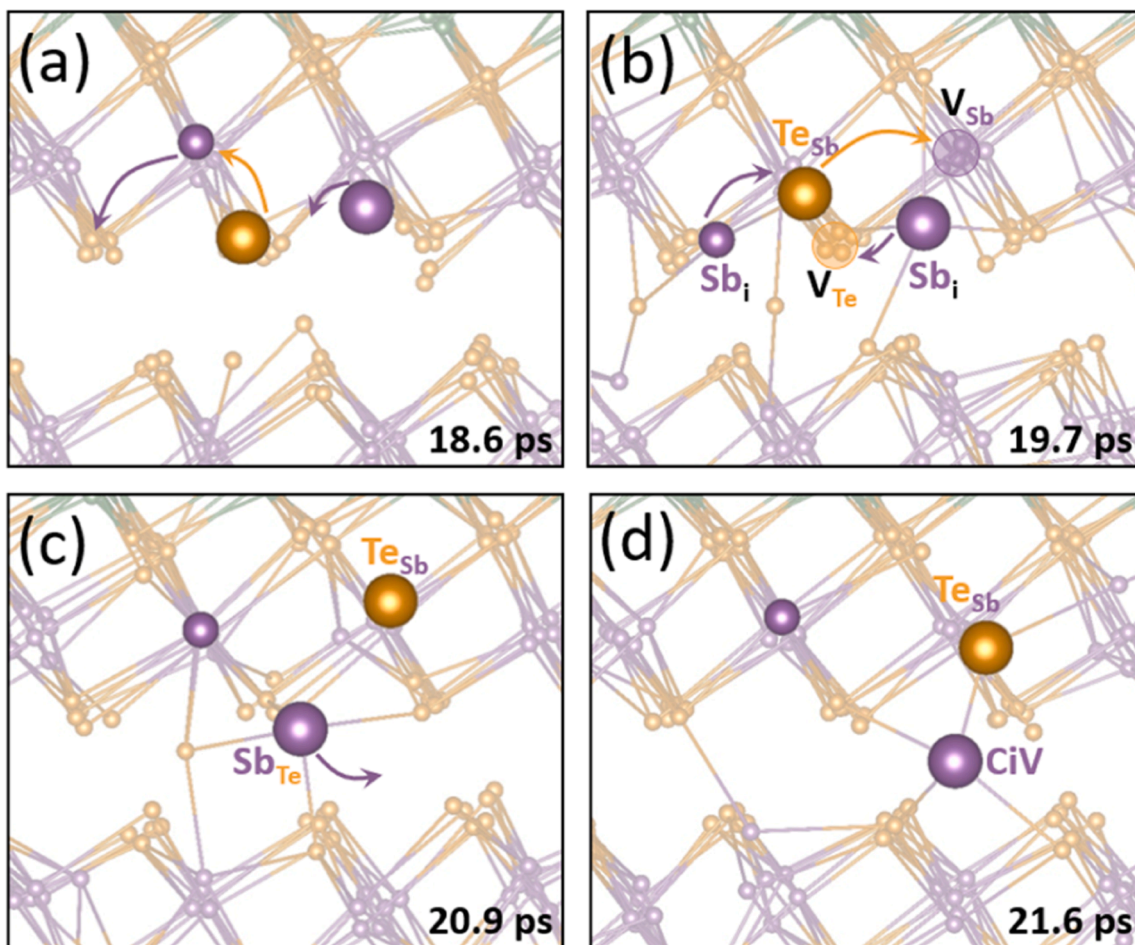 (a)
18.6 ps
(b)
V_Sb
Te_Sb
Sb_i
V_Te
Sb_i
19.7 ps
(c)
Te_Sb
Sb_Te
20.9 ps
(d)
Te_Sb
CiV
21.6 ps